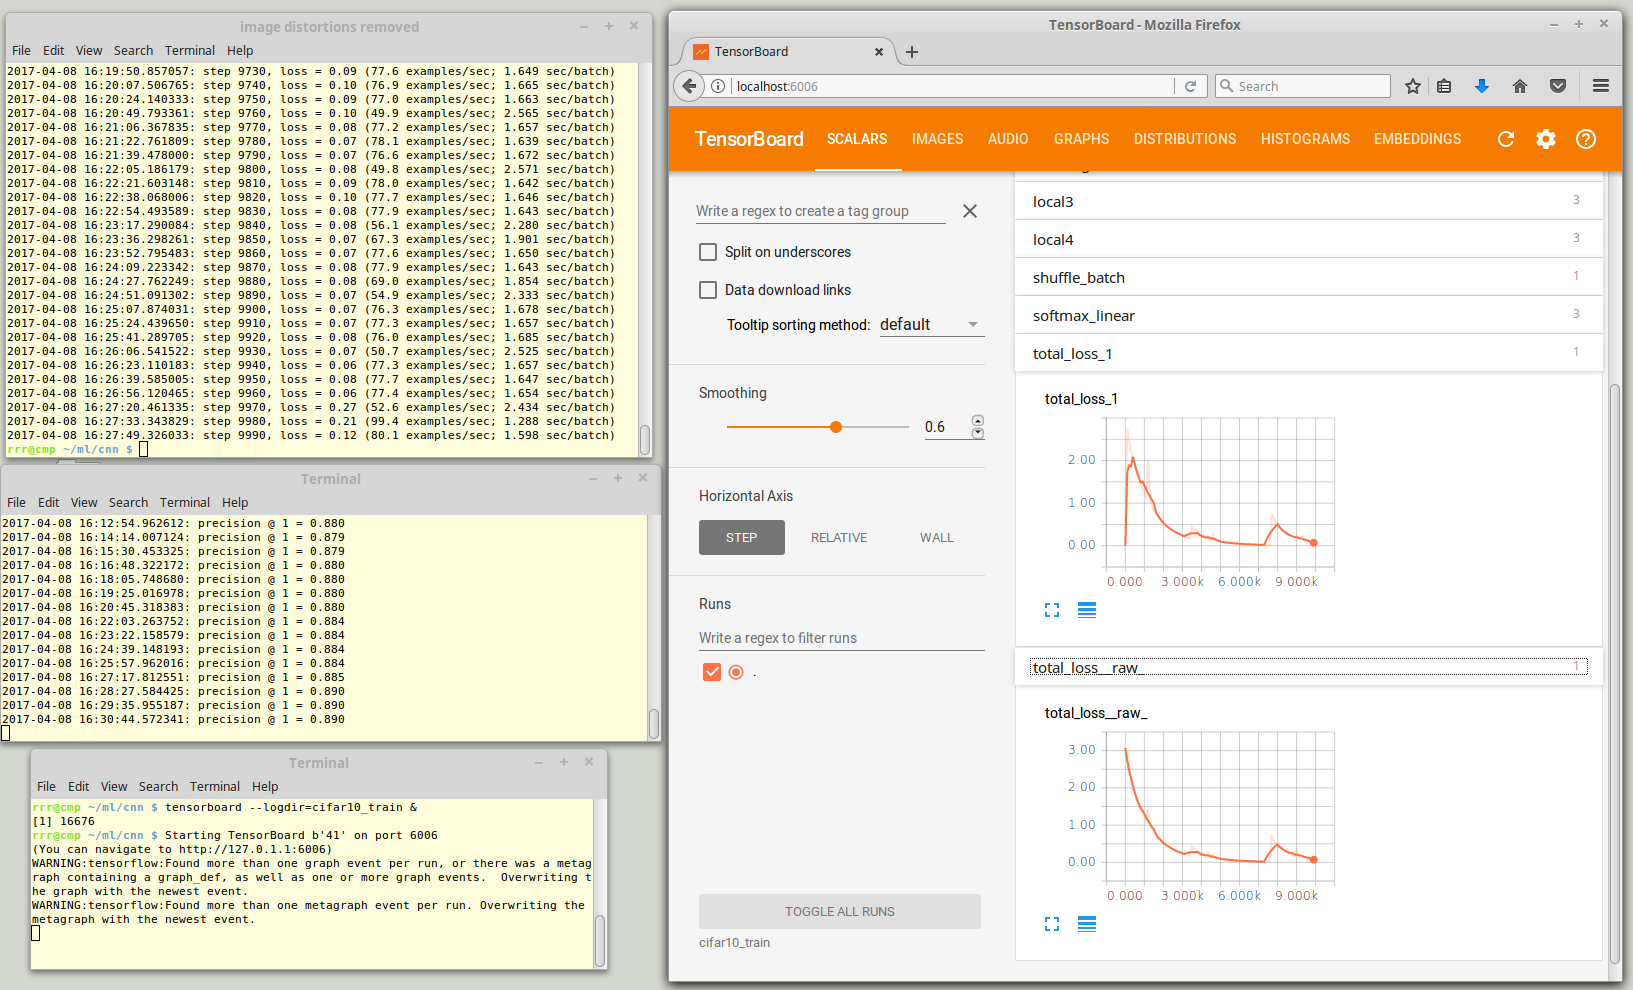 image distortions removed
File Edit View Search Terminal Help
2017-04-08 16:19:50.857057: step 9730, loss = 0.09 (77.6 examples/sec; 1.649 sec/batch)
2017-04-08 16:20:07.506765: step 9740, loss = 0.10 (76.9 examples/sec; 1.665 sec/batch)
2017-04-08 16:20:24.140333: step 9750, loss = 0.09 (77.0 examples/sec; 1.663 sec/batch)
2017-04-08 16:20:49.793361: step 9760, loss = 0.10 (49.9 examples/sec; 2.565 sec/batch)
2017-04-08 16:21:06.367835: step 9770, loss = 0.08 (77.2 examples/sec; 1.657 sec/batch)
2017-04-08 16:21:22.761809: step 9780, loss = 0.07 (78.1 examples/sec; 1.639 sec/batch)
2017-04-08 16:21:39.478000: step 9790, loss = 0.07 (76.6 examples/sec; 1.672 sec/batch)
2017-04-08 16:22:05.186179: step 9800, loss = 0.08 (49.8 examples/sec; 2.571 sec/batch)
2017-04-08 16:22:21.603148: step 9810, loss = 0.09 (78.0 examples/sec; 1.642 sec/batch)
2017-04-08 16:22:38.068006: step 9820, loss = 0.10 (77.7 examples/sec; 1.646 sec/batch)
2017-04-08 16:22:54.493589: step 9830, loss = 0.08 (77.9 examples/sec; 1.643 sec/batch)
2017-04-08 16:23:17.290084: step 9840, loss = 0.08 (56.1 examples/sec; 2.280 sec/batch)
2017-04-08 16:23:36.298261: step 9850, loss = 0.07 (67.3 examples/sec; 1.901 sec/batch)
2017-04-08 16:23:52.795483: step 9860, loss = 0.07 (77.6 examples/sec; 1.650 sec/batch)
2017-04-08 16:24:09.223342: step 9870, loss = 0.08 (77.9 examples/sec; 1.643 sec/batch)
2017-04-08 16:24:27.762249: step 9880, loss = 0.08 (69.0 examples/sec; 1.854 sec/batch)
2017-04-08 16:24:51.091302: step 9890, loss = 0.07 (54.9 examples/sec; 2.333 sec/batch)
2017-04-08 16:25:07.874031: step 9900, loss = 0.07 (76.3 examples/sec; 1.678 sec/batch)
2017-04-08 16:25:24.439650: step 9910, loss = 0.07 (77.3 examples/sec; 1.657 sec/batch)
2017-04-08 16:25:41.289705: step 9920, loss = 0.08 (76.0 examples/sec; 1.685 sec/batch)
2017-04-08 16:26:06.541522: step 9930, loss = 0.07 (50.7 examples/sec; 2.525 sec/batch)
2017-04-08 16:26:23.110183: step 9940, loss = 0.06 (77.3 examples/sec; 1.657 sec/batch)
2017-04-08 16:26:39.585005: step 9950, loss = 0.08 (77.7 examples/sec; 1.647 sec/batch)
2017-04-08 16:26:56.120465: step 9960, loss = 0.06 (77.4 examples/sec; 1.654 sec/batch)
2017-04-08 16:27:20.461335: step 9970, loss = 0.27 (52.6 examples/sec; 2.434 sec/batch)
2017-04-08 16:27:33.343829: step 9980, loss = 0.21 (99.4 examples/sec; 1.288 sec/batch)
2017-04-08 16:27:49.326033: step 9990, loss = 0.12 (80.1 examples/sec; 1.598 sec/batch)
rrr@cmp ~/ml/cnn $
Terminal
File Edit View Search Terminal Help
2017-04-08 16:12:54.962612: precision @ 1 = 0.880
2017-04-08 16:14:14.007124: precision @ 1 = 0.879
2017-04-08 16:15:30.453325: precision @ 1 = 0.879
2017-04-08 16:16:48.322172: precision @ 1 = 0.880
2017-04-08 16:18:05.748680: precision @ 1 = 0.880
2017-04-08 16:19:25.016978: precision @ 1 = 0.880
2017-04-08 16:20:45.318383: precision @ 1 = 0.880
2017-04-08 16:22:03.263752: precision @ 1 = 0.884
2017-04-08 16:23:22.158579: precision @ 1 = 0.884
2017-04-08 16:24:39.148193: precision @ 1 = 0.884
2017-04-08 16:25:57.962016: precision @ 1 = 0.884
2017-04-08 16:27:17.812551: precision @ 1 = 0.885
2017-04-08 16:28:27.584425: precision @ 1 = 0.890
2017-04-08 16:29:35.955187: precision @ 1 = 0.890
2017-04-08 16:30:44.572341: precision @ 1 = 0.890
Terminal
File Edit View Search Terminal Help
rrr@cmp ~/ml/cnn $ tensorboard --logdir=cifar10_train &
[1] 16676
rrr@cmp ~/ml/cnn $ Starting TensorBoard b'41' on port 6006
(You can navigate to http://127.0.1.1:6006)
WARNING:tensorflow:Found more than one graph event per run, or there was a metag
raph containing a graph_def, as well as one or more graph events.  Overwriting t
he graph with the newest event.
WARNING:tensorflow:Found more than one metagraph event per run. Overwriting the
metagraph with the newest event.
TensorBoard - Mozilla Firefox
TensorBoard
localhost:6006
Search
TensorBoard SCALARS IMAGES AUDIO GRAPHS DISTRIBUTIONS HISTOGRAMS EMBEDDINGS
Write a regex to create a tag group
Split on underscores
Data download links
Tooltip sorting method: default
Smoothing
0.6
Horizontal Axis
STEP RELATIVE WALL
Runs
Write a regex to filter runs
.
TOGGLE ALL RUNS
cifar10_train
local3 3
local4 3
shuffle_batch 1
softmax_linear 3
total_loss_1 1
total_loss_1
2.00
1.00
0.00
0.000 3.000k 6.000k 9.000k
total_loss__raw_ 1
total_loss__raw_
3.00
2.00
1.00
0.00
0.000 3.000k 6.000k 9.000k